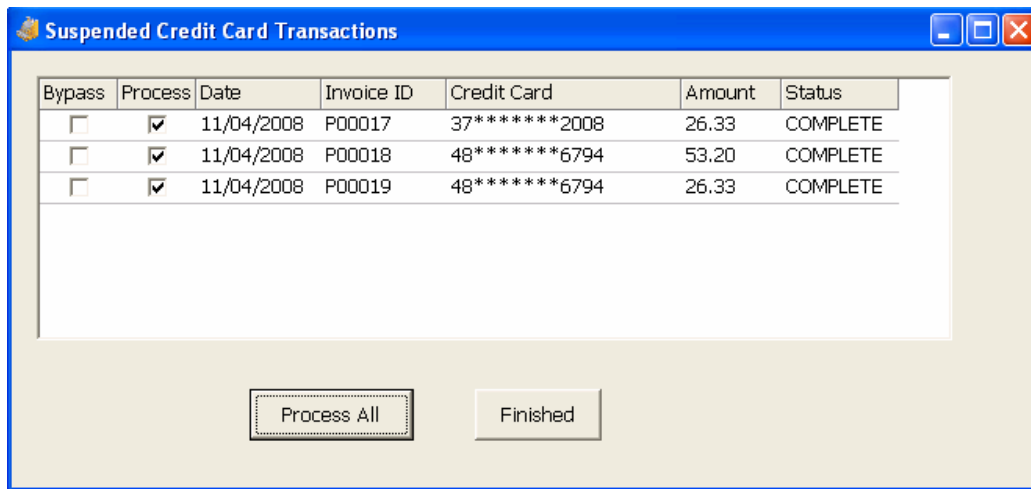 Suspended Credit Card Transactions
Bypass Process Date Invoice ID Credit Card Amount Status
11/04/2008 P00017 37*******2008 26.33 COMPLETE
11/04/2008 P00018 48*******6794 53.20 COMPLETE
11/04/2008 P00019 48*******6794 26.33 COMPLETE
Process All Finished